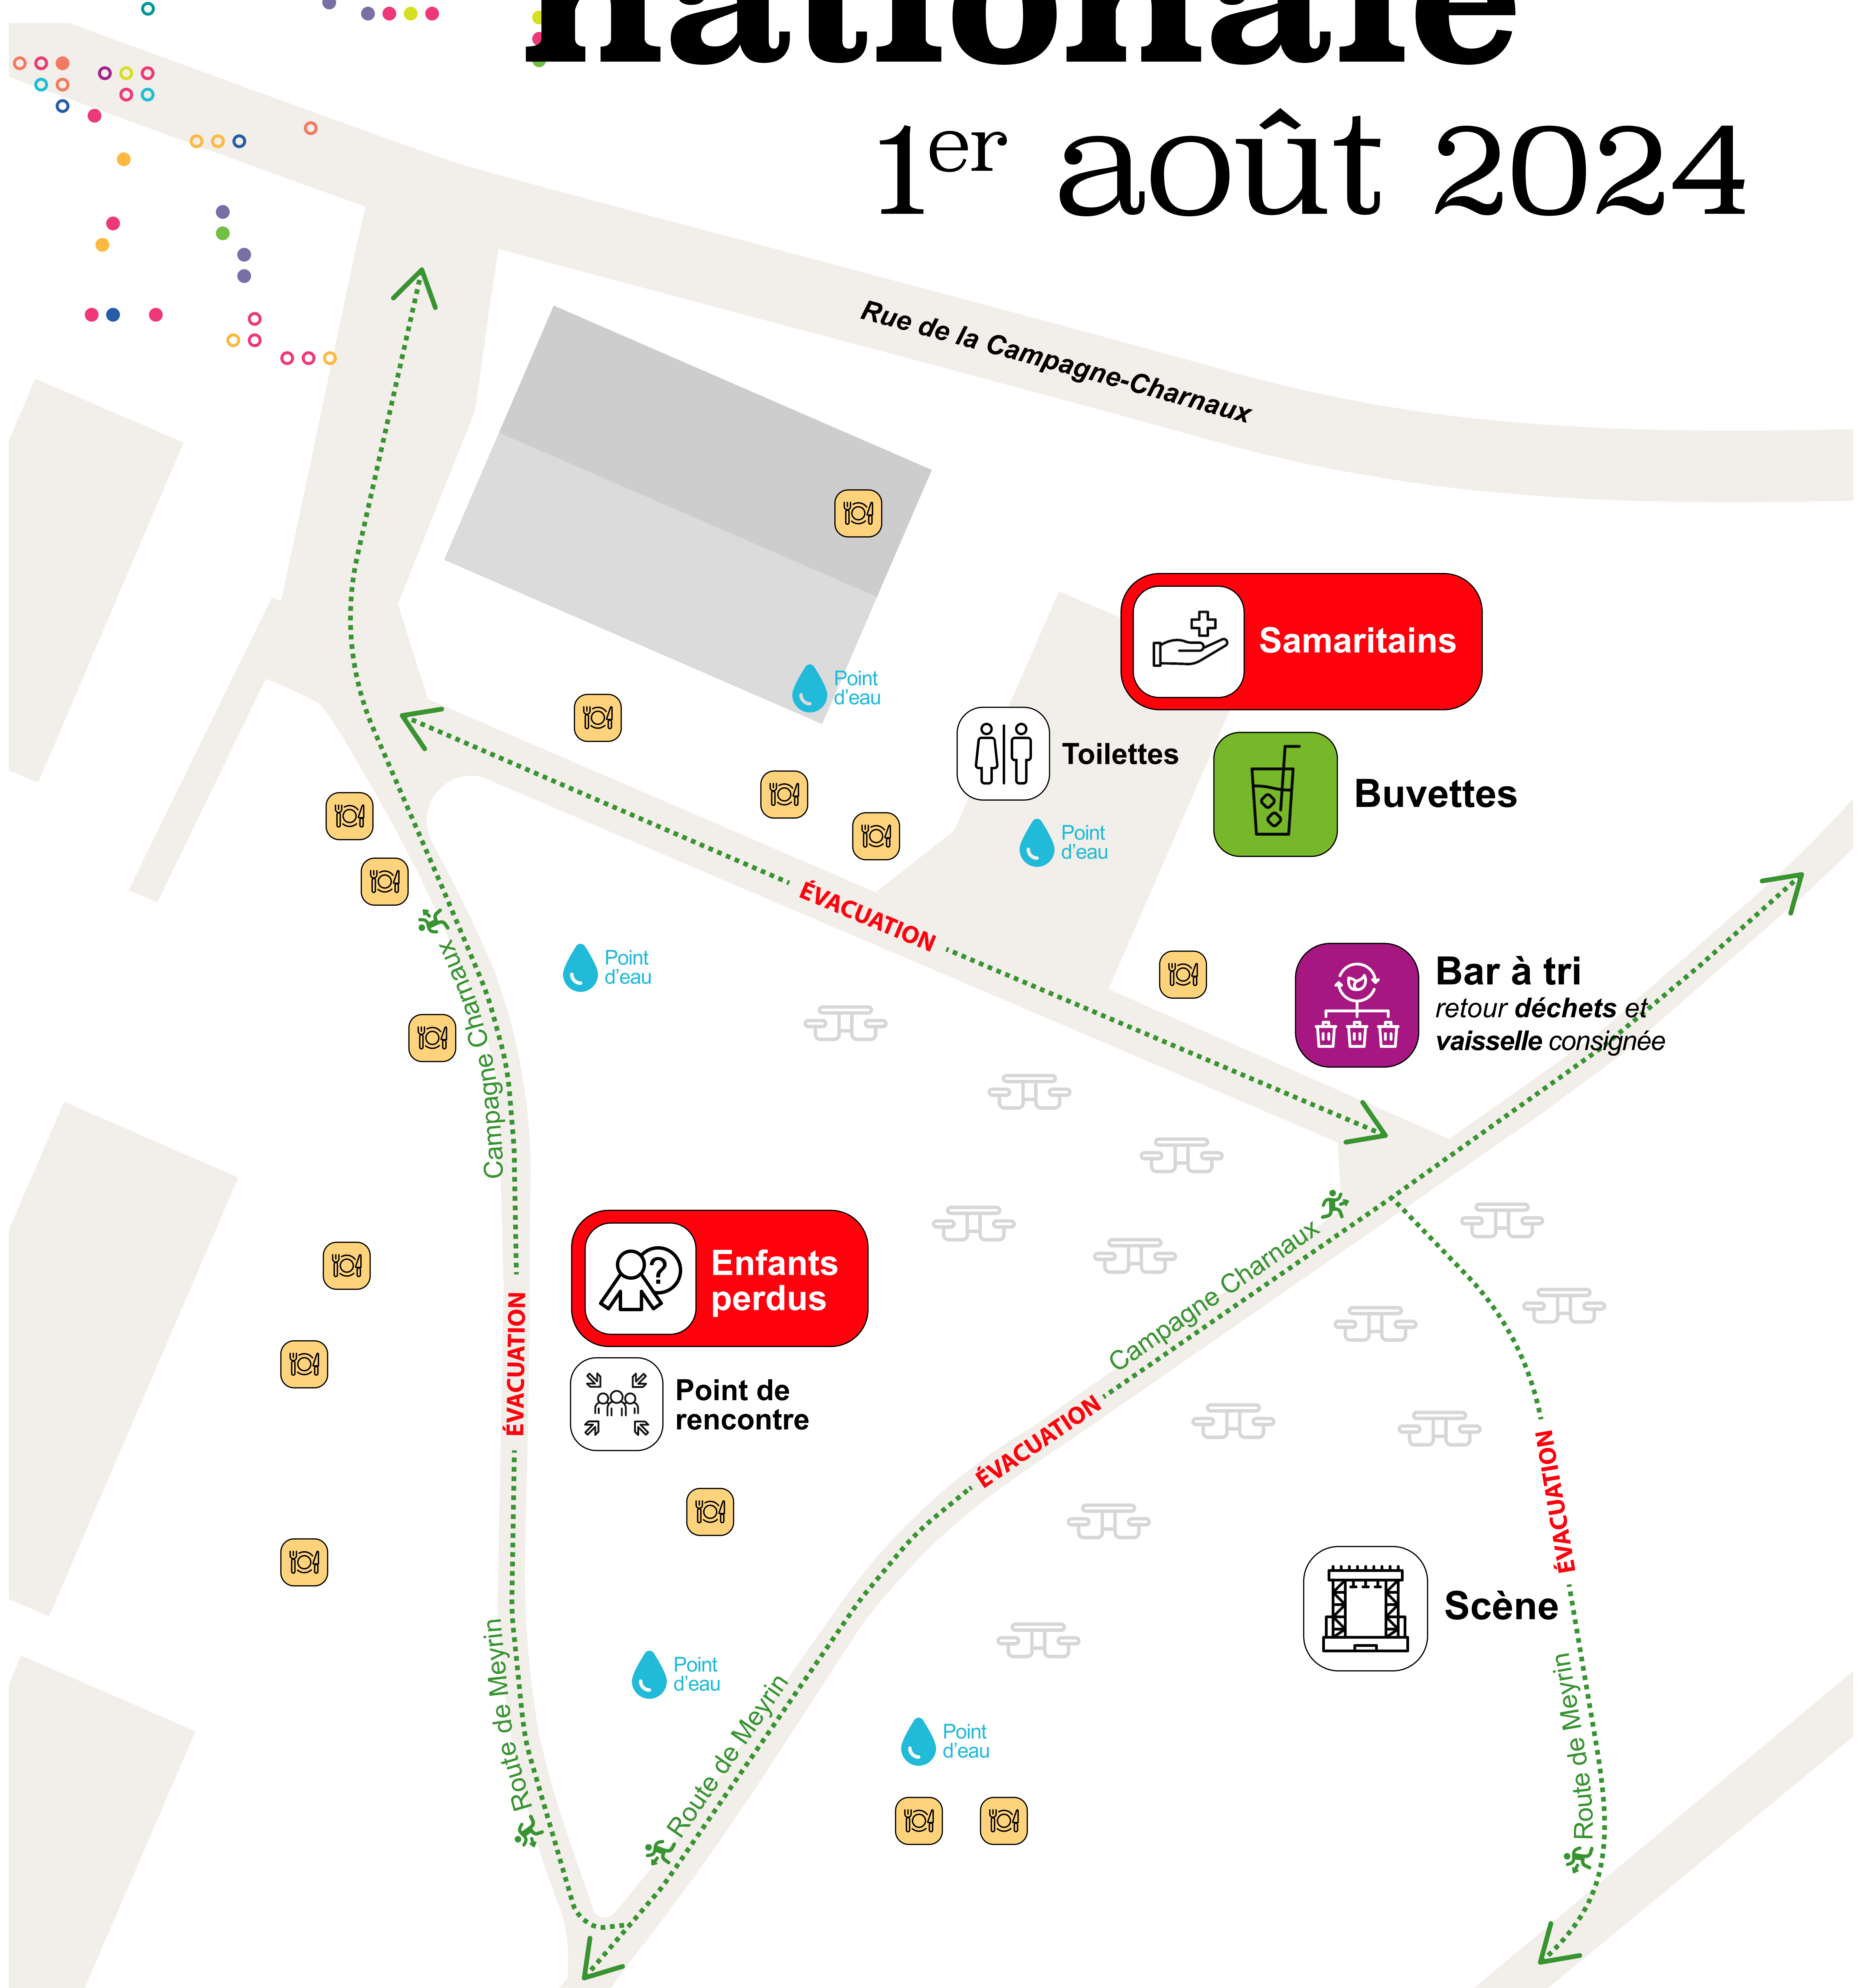 nationale
1er août 2024
Rue de la Campagne-Charnaux
Samaritains
Point
d'eau
Toilettes
Buvettes
Point
d'eau
ÉVACUATION
Campagne Charnaux
Point
d'eau
Bar à tri
retour déchets et
vaisselle consignée
Enfants
perdus
?
Campagne Charnaux
ÉVACUATION
Point de
rencontre
ÉVACUATION
ÉVACUATION
Scène
Route de Meyrin
Point
d'eau
Route de Meyrin
Point
d'eau
Route de Meyrin